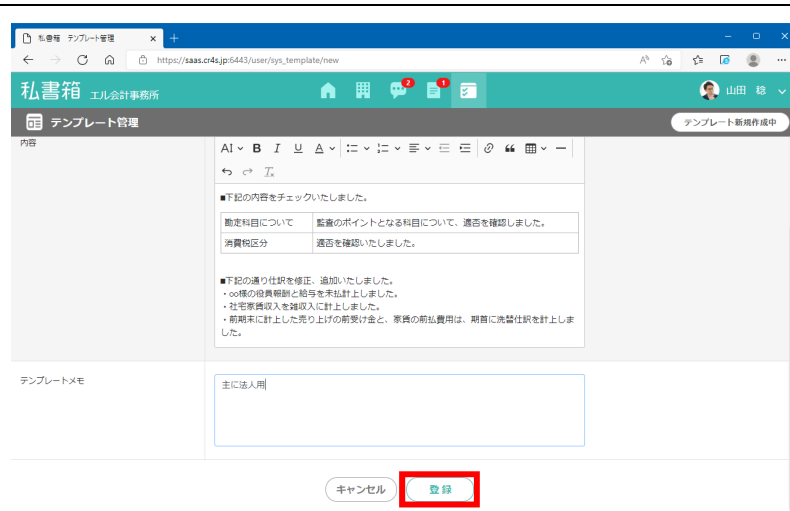 私書箱 テンプレート管理
https://saas.cr4s.jp:6443/user/sys_template/new
私書箱 エル会計事務所
2
1
山田 稔
テンプレート管理
テンプレート新規作成中
内容
■下記の内容をチェックいたしました。
勘定科目について 監査のポイントとなる科目について、適否を確認しました。
消費税区分 適否を確認いたしました。
■下記の通り仕訳を修正、追加いたしました。
・oo様の役員報酬と給与を未払計上しました。
・社宅家賃収入を雑収入に計上しました。
・前期末に計上した売り上げの前受け金と、家賃の前払費用は、期首に洗替仕訳を計上しま
した。
テンプレートメモ
主に法人用
キャンセル
登録